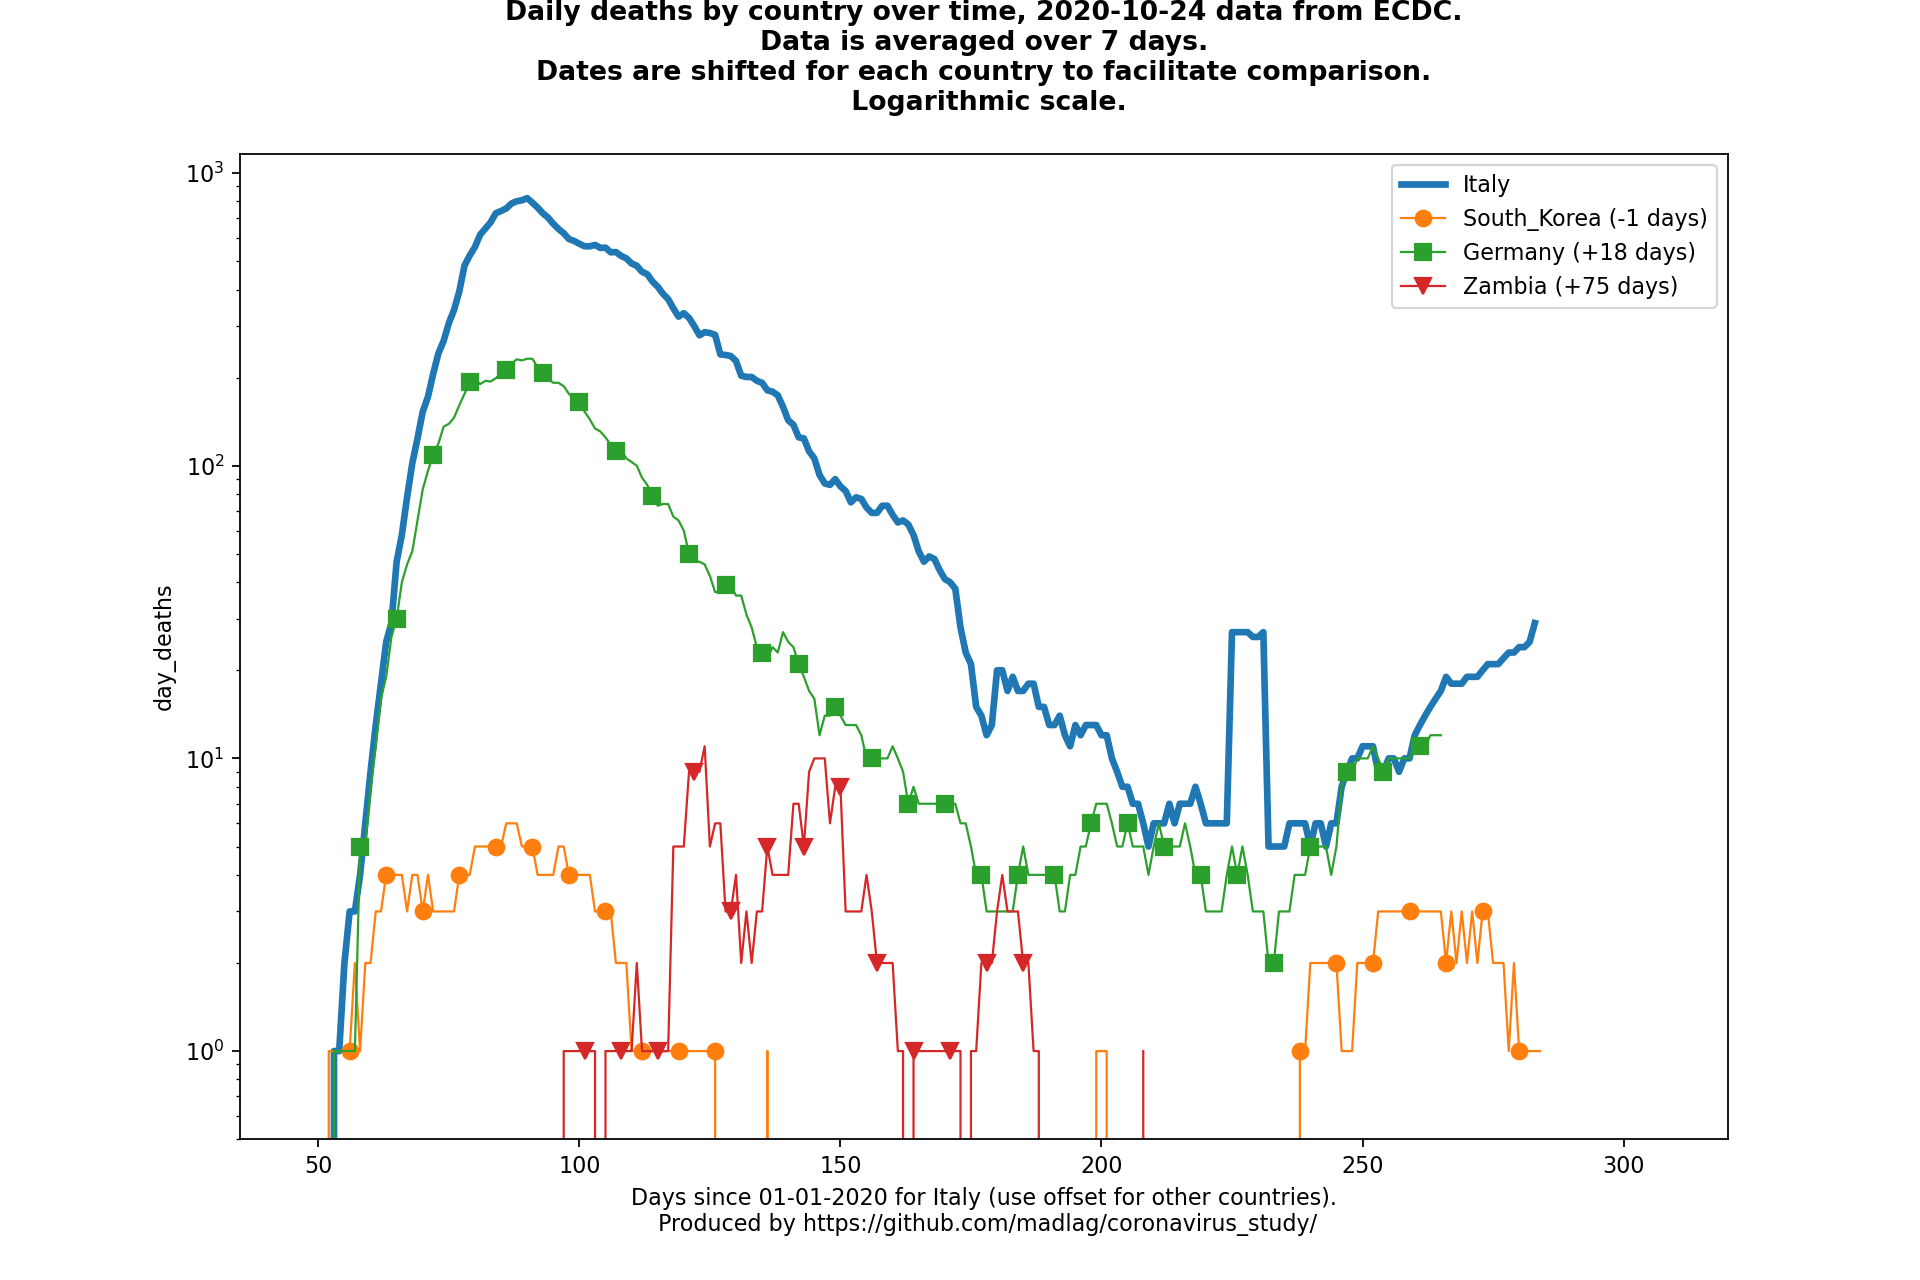 Daily deaths by country over time, 2020-10-24 data from ECDC.
Data is averaged over 7 days.
Dates are shifted for each country to facilitate comparison.
Logarithmic scale.
10³
10²
10¹
10⁰
day_deaths
Italy
South_Korea (-1 days)
Germany (+18 days)
Zambia (+75 days)
50 100 150 200 250 300
Days since 01-01-2020 for Italy (use offset for other countries).
Produced by https://github.com/madlag/coronavirus_study/